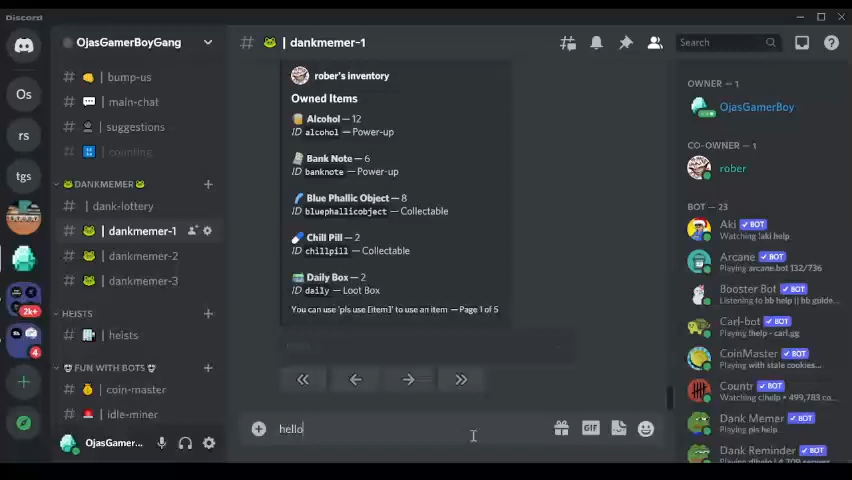 Discord
OjasGamerBoyGang
# | bump-us
# | main-chat
# | suggestions
# | counting
DANKMEMER
# | dank-lottery
# | dankmemer-1
# | dankmemer-2
# | dankmemer-3
HEISTS
# | heists
FUN WITH BOTS
# | coin-master
# | idle-miner
OjasGamer...
Os
rs
tgs
2k+
4
# | dankmemer-1
Search
rober's inventory
Owned Items
Alcohol — 12
ID alcohol — Power-up
Bank Note — 6
ID banknote — Power-up
Blue Phallic Object — 8
ID bluephallicobject — Collectable
Chill Pill — 2
ID chillpill — Collectable
Daily Box — 2
ID daily — Loot Box
You can use 'pls use [item]' to use an item — Page 1 of 5
hello
GIF
OWNER — 1
OjasGamerBoy
CO-OWNER — 1
rober
BOT — 23
Aki ✓ BOT
Watching !aki help
Arcane ✓ BOT
Playing arcane.bot 132/736
Booster Bot ✓ BOT
Listening to bb help || bb guide...
Carl-bot ✓ BOT
Playing ?help - carl.gg
CoinMaster ✓ BOT
Playing with stale cookies...
Countr ✓ BOT
Watching c!help • 499,783 co...
Dank Memer ✓ BOT
Playing pls help
Dank Reminder ✓ BOT